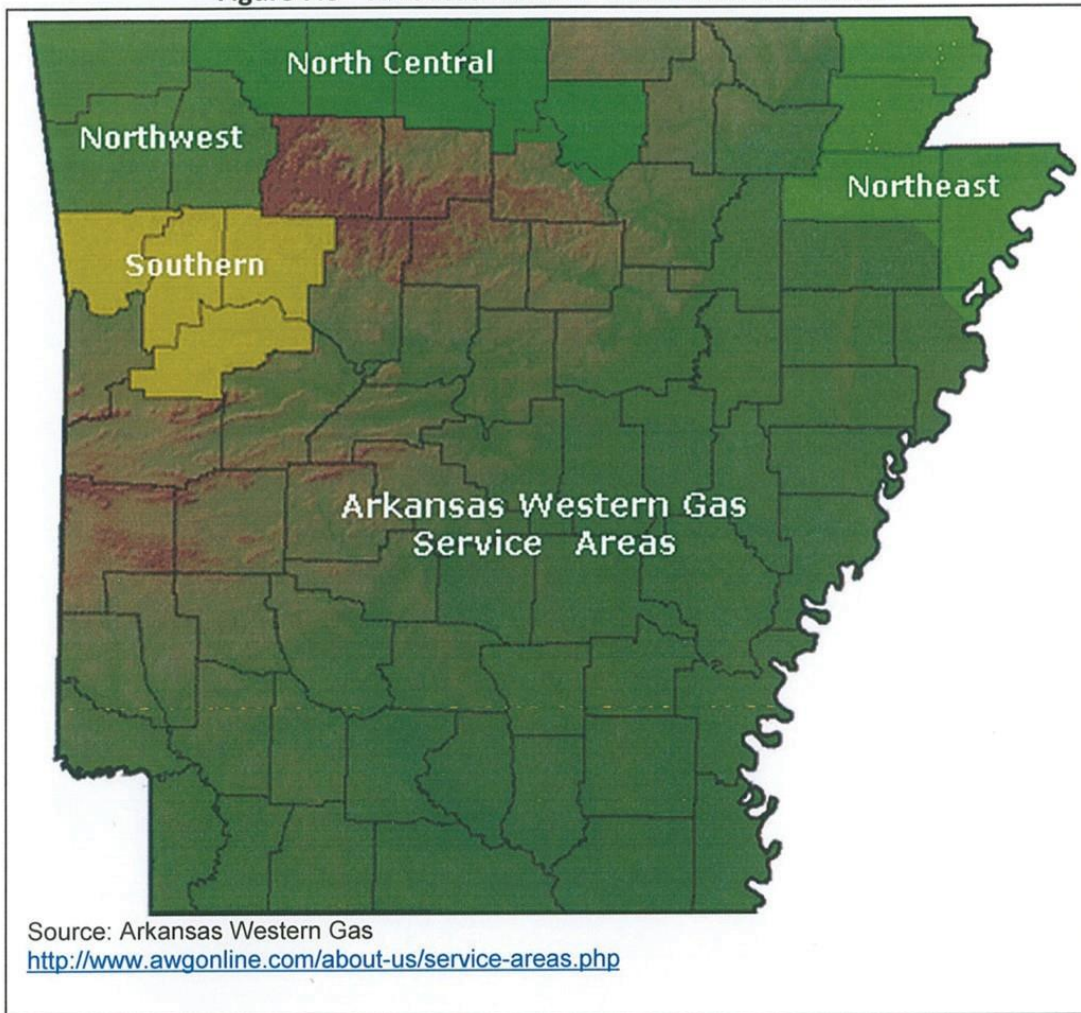 North Central
Northwest
Northeast
Southern
Arkansas Western Gas
Service Areas
Source: Arkansas Western Gas
http://www.awgonline.com/about-us/service-areas.php